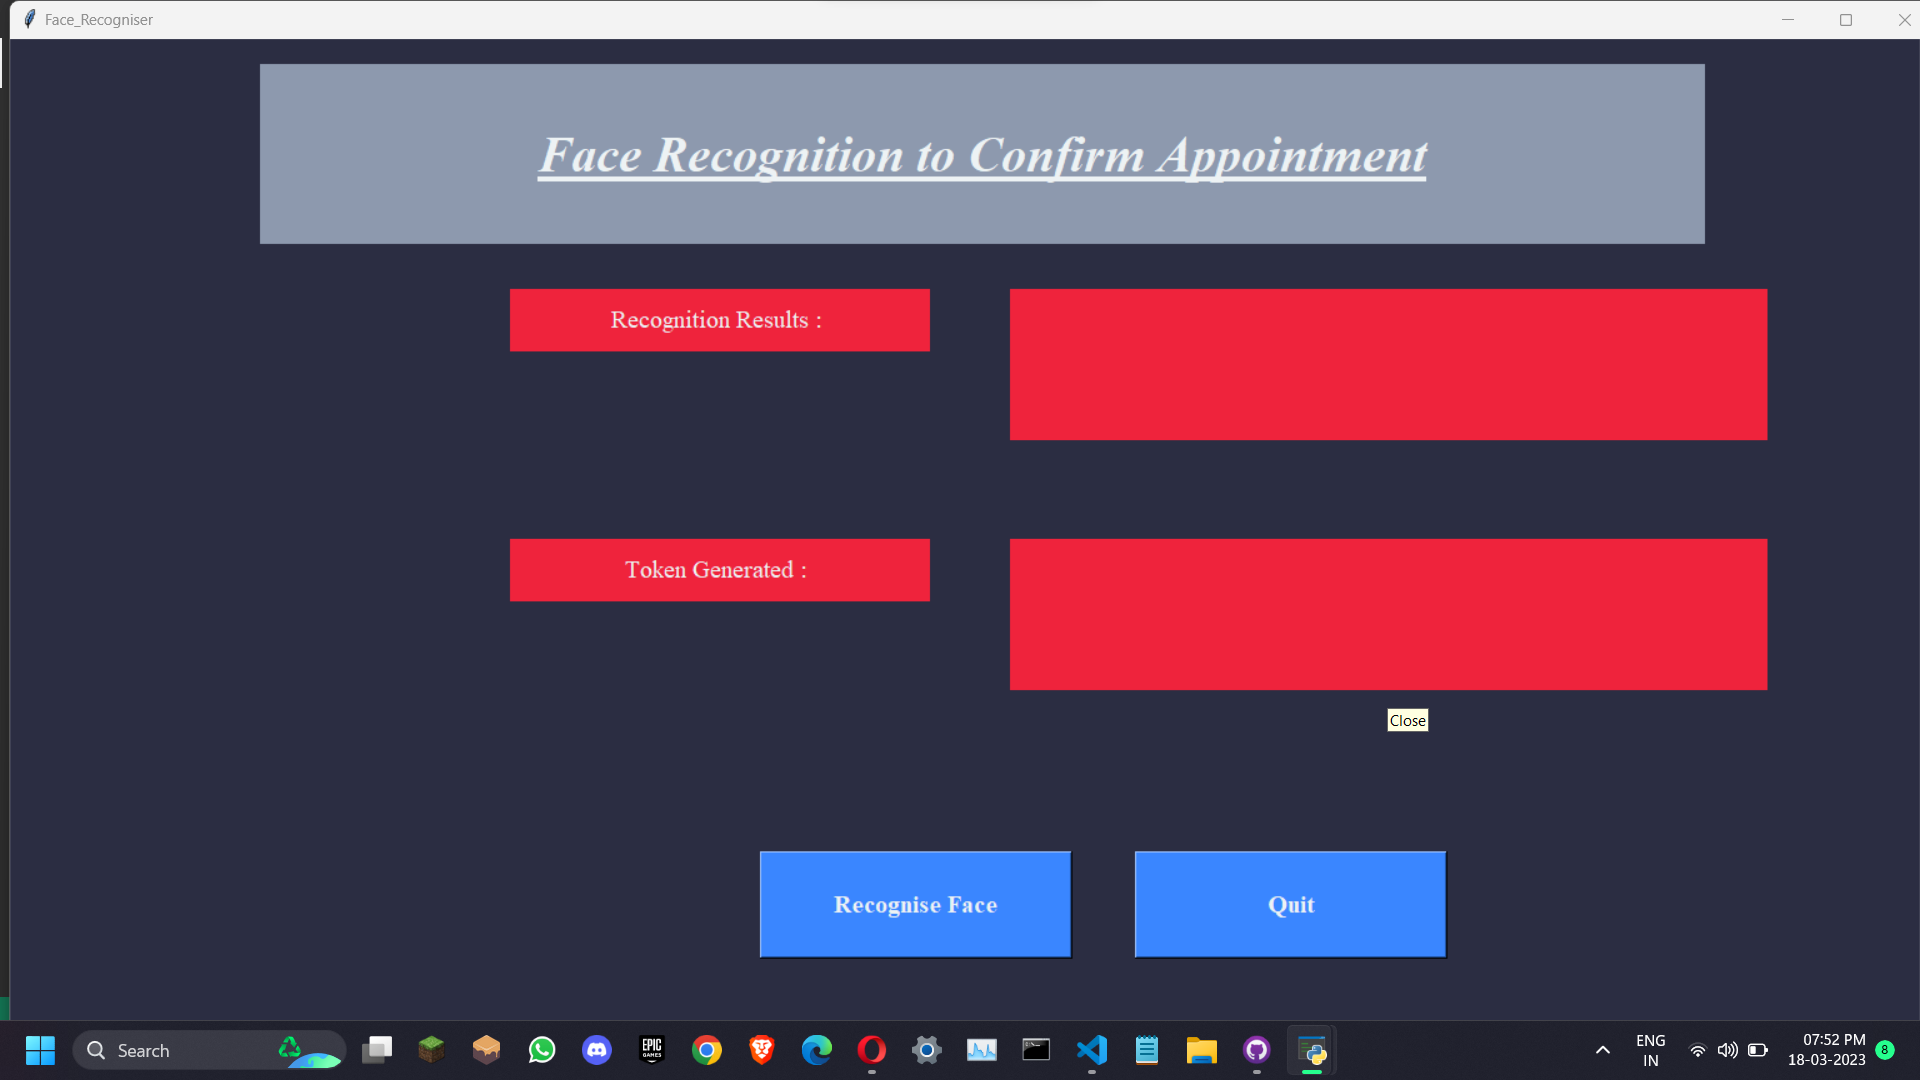 Face_Recogniser
Face Recognition to Confirm Appointment
Recognition Results :
Token Generated :
Close
Recognise Face
Quit
Search
EPIC
GAMES
ENG
IN
07:52 PM
18-03-2023
8